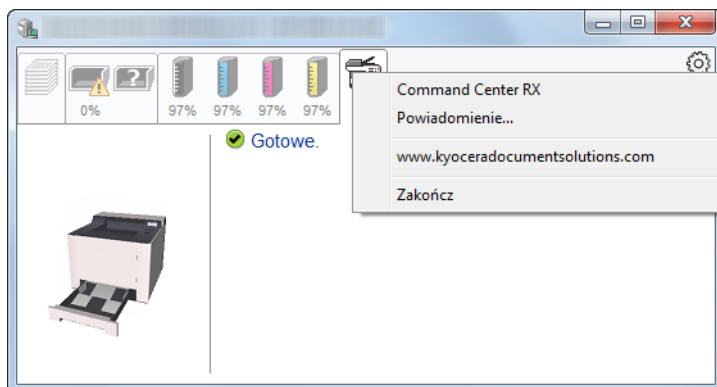 0% 97% 97% 97% 97%
Gotowe.
Command Center RX
Powiadomienie...
www.kyoceradocumentsolutions.com
Zakończ